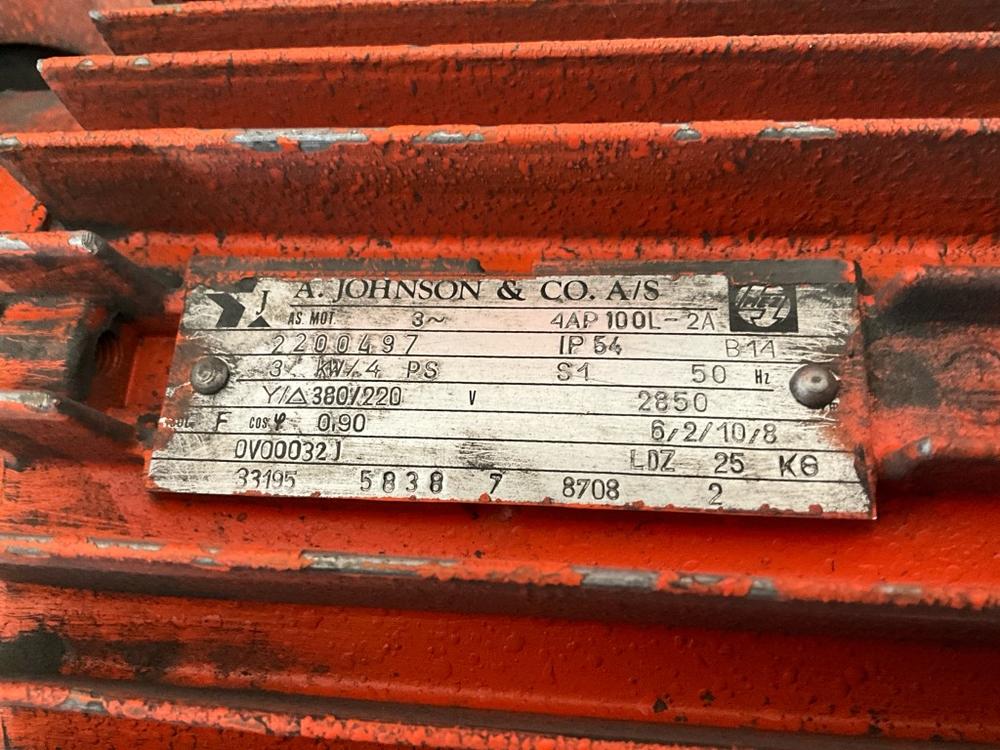 J A. JOHNSON & CO. A/S
AS. MOT. 3~ 4AP 100L-2A
2200497 IP 54 B14
3 KW/4 PS S1 50 Hz
Y/△ 380/220 V 2850
F cos φ 0,90 6,2/10,8
0V00032J LDZ 25 KG
33195 5838 7 8708 2